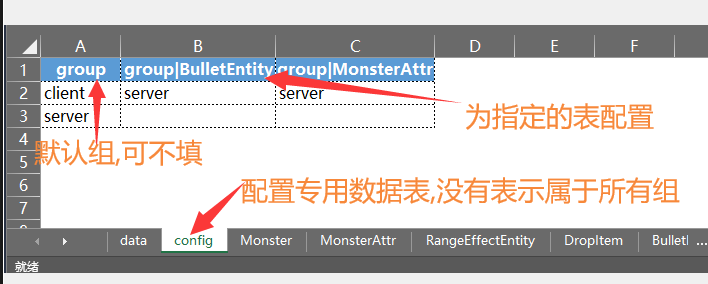 A B C D E F
1 group group|BulletEntity group|MonsterAttr
2 client server server
为指定的表配置
3 server
4
默认组,可不填
5
6
配置专用数据表,没有表示属于所有组
7
data config Monster MonsterAttr RangeEffectEntity DropItem ...
就绪